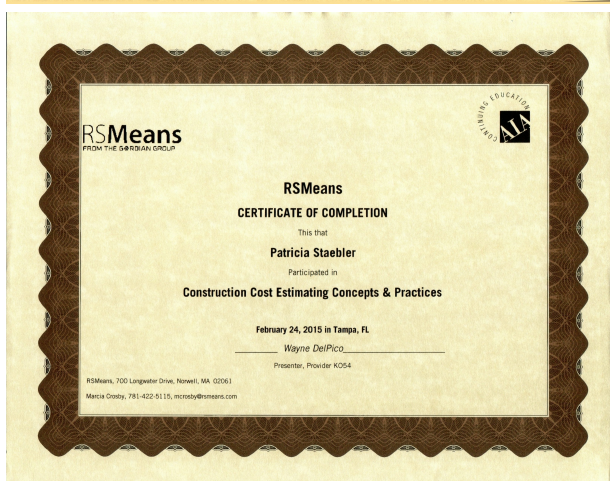 CONTINUING EDUCATION
AIA
RSMeans
FROM THE GORDIAN GROUP
RSMeans
CERTIFICATE OF COMPLETION
This that
Patricia Staebler
Participated in
Construction Cost Estimating Concepts & Practices
February 24, 2015 in Tampa, FL
Wayne DelPico
Presenter, Provider KO54
RSMeans, 700 Longwater Drive, Norwell, MA 02061
Marcia Crosby, 781-422-5115, mcrosby@rsmeans.com